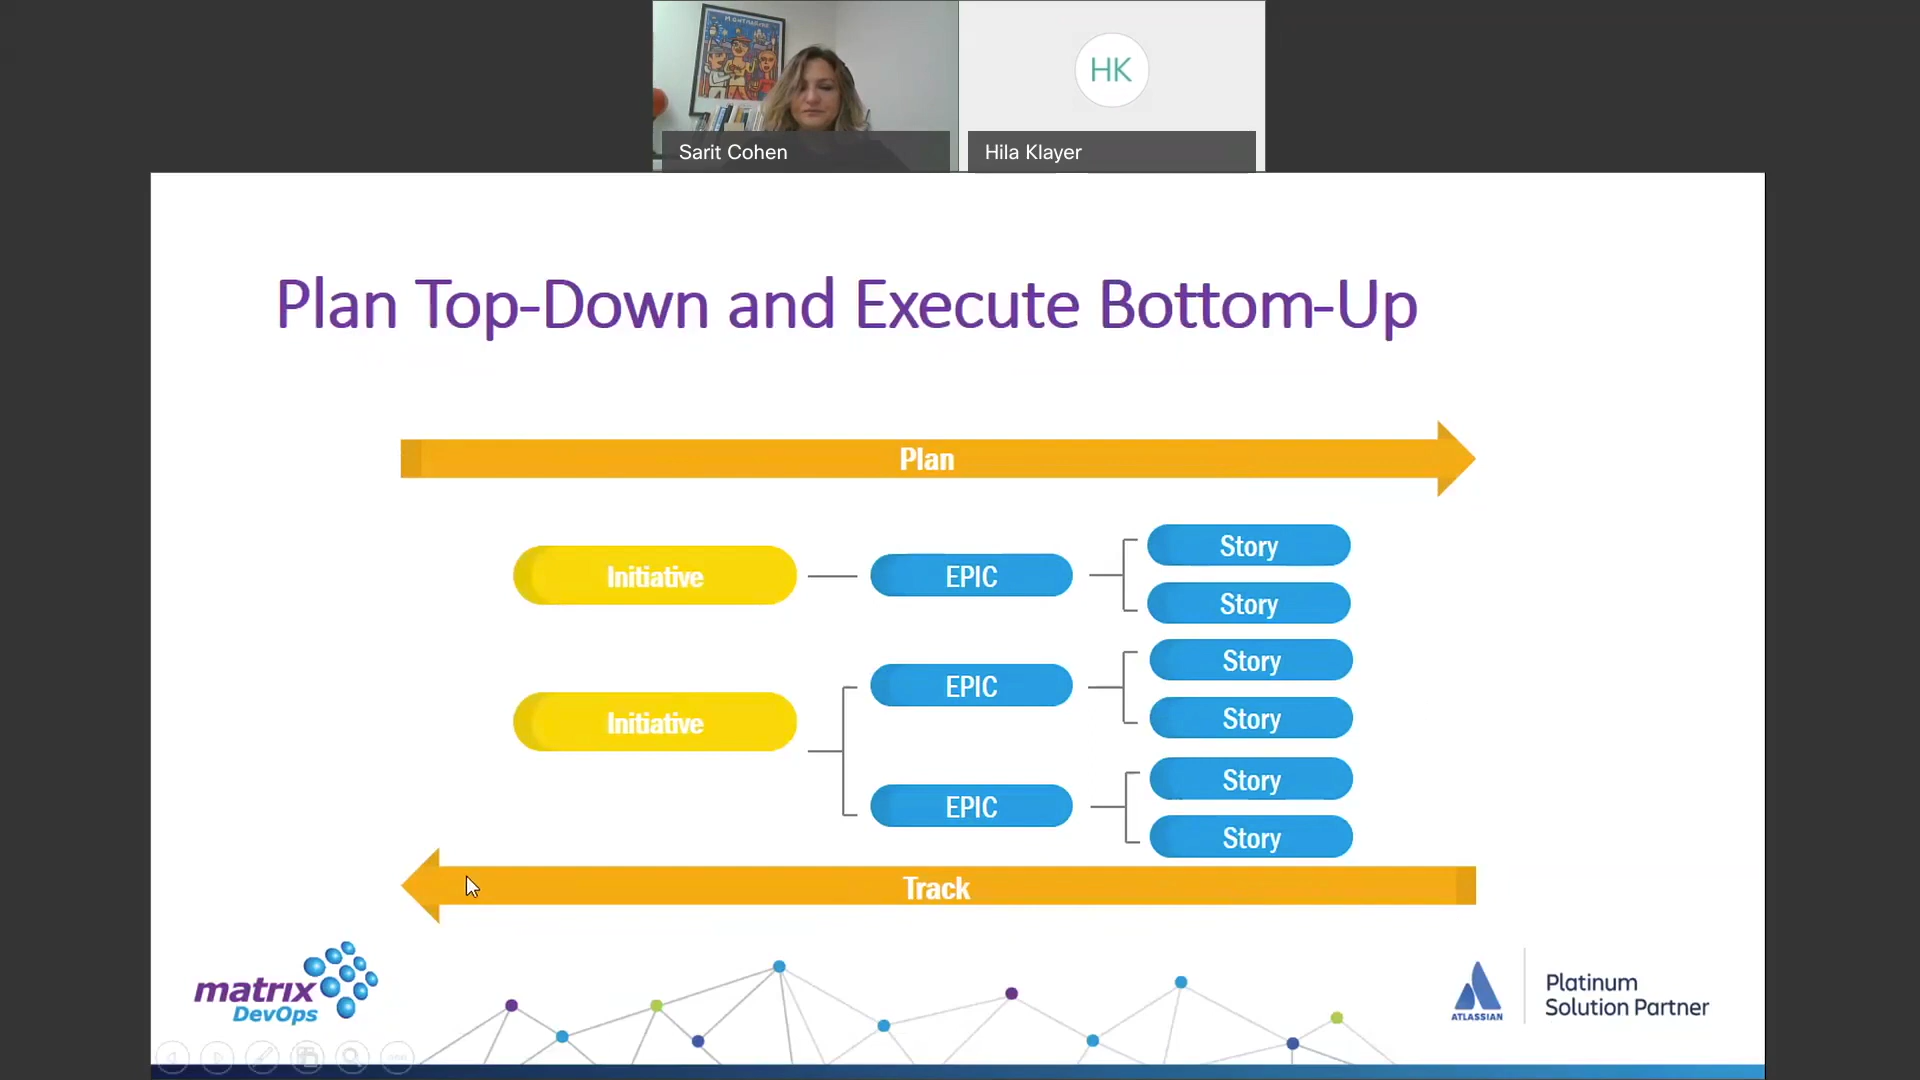 MONTMARTRE
HK
Sarit Cohen
Hila Klayer
Plan Top-Down and Execute Bottom-Up
Plan
Initiative
EPIC
Story
Story
Initiative
EPIC
Story
Story
EPIC
Story
Story
Track
matrix
DevOps
ATLASSIAN
Platinum
Solution Partner